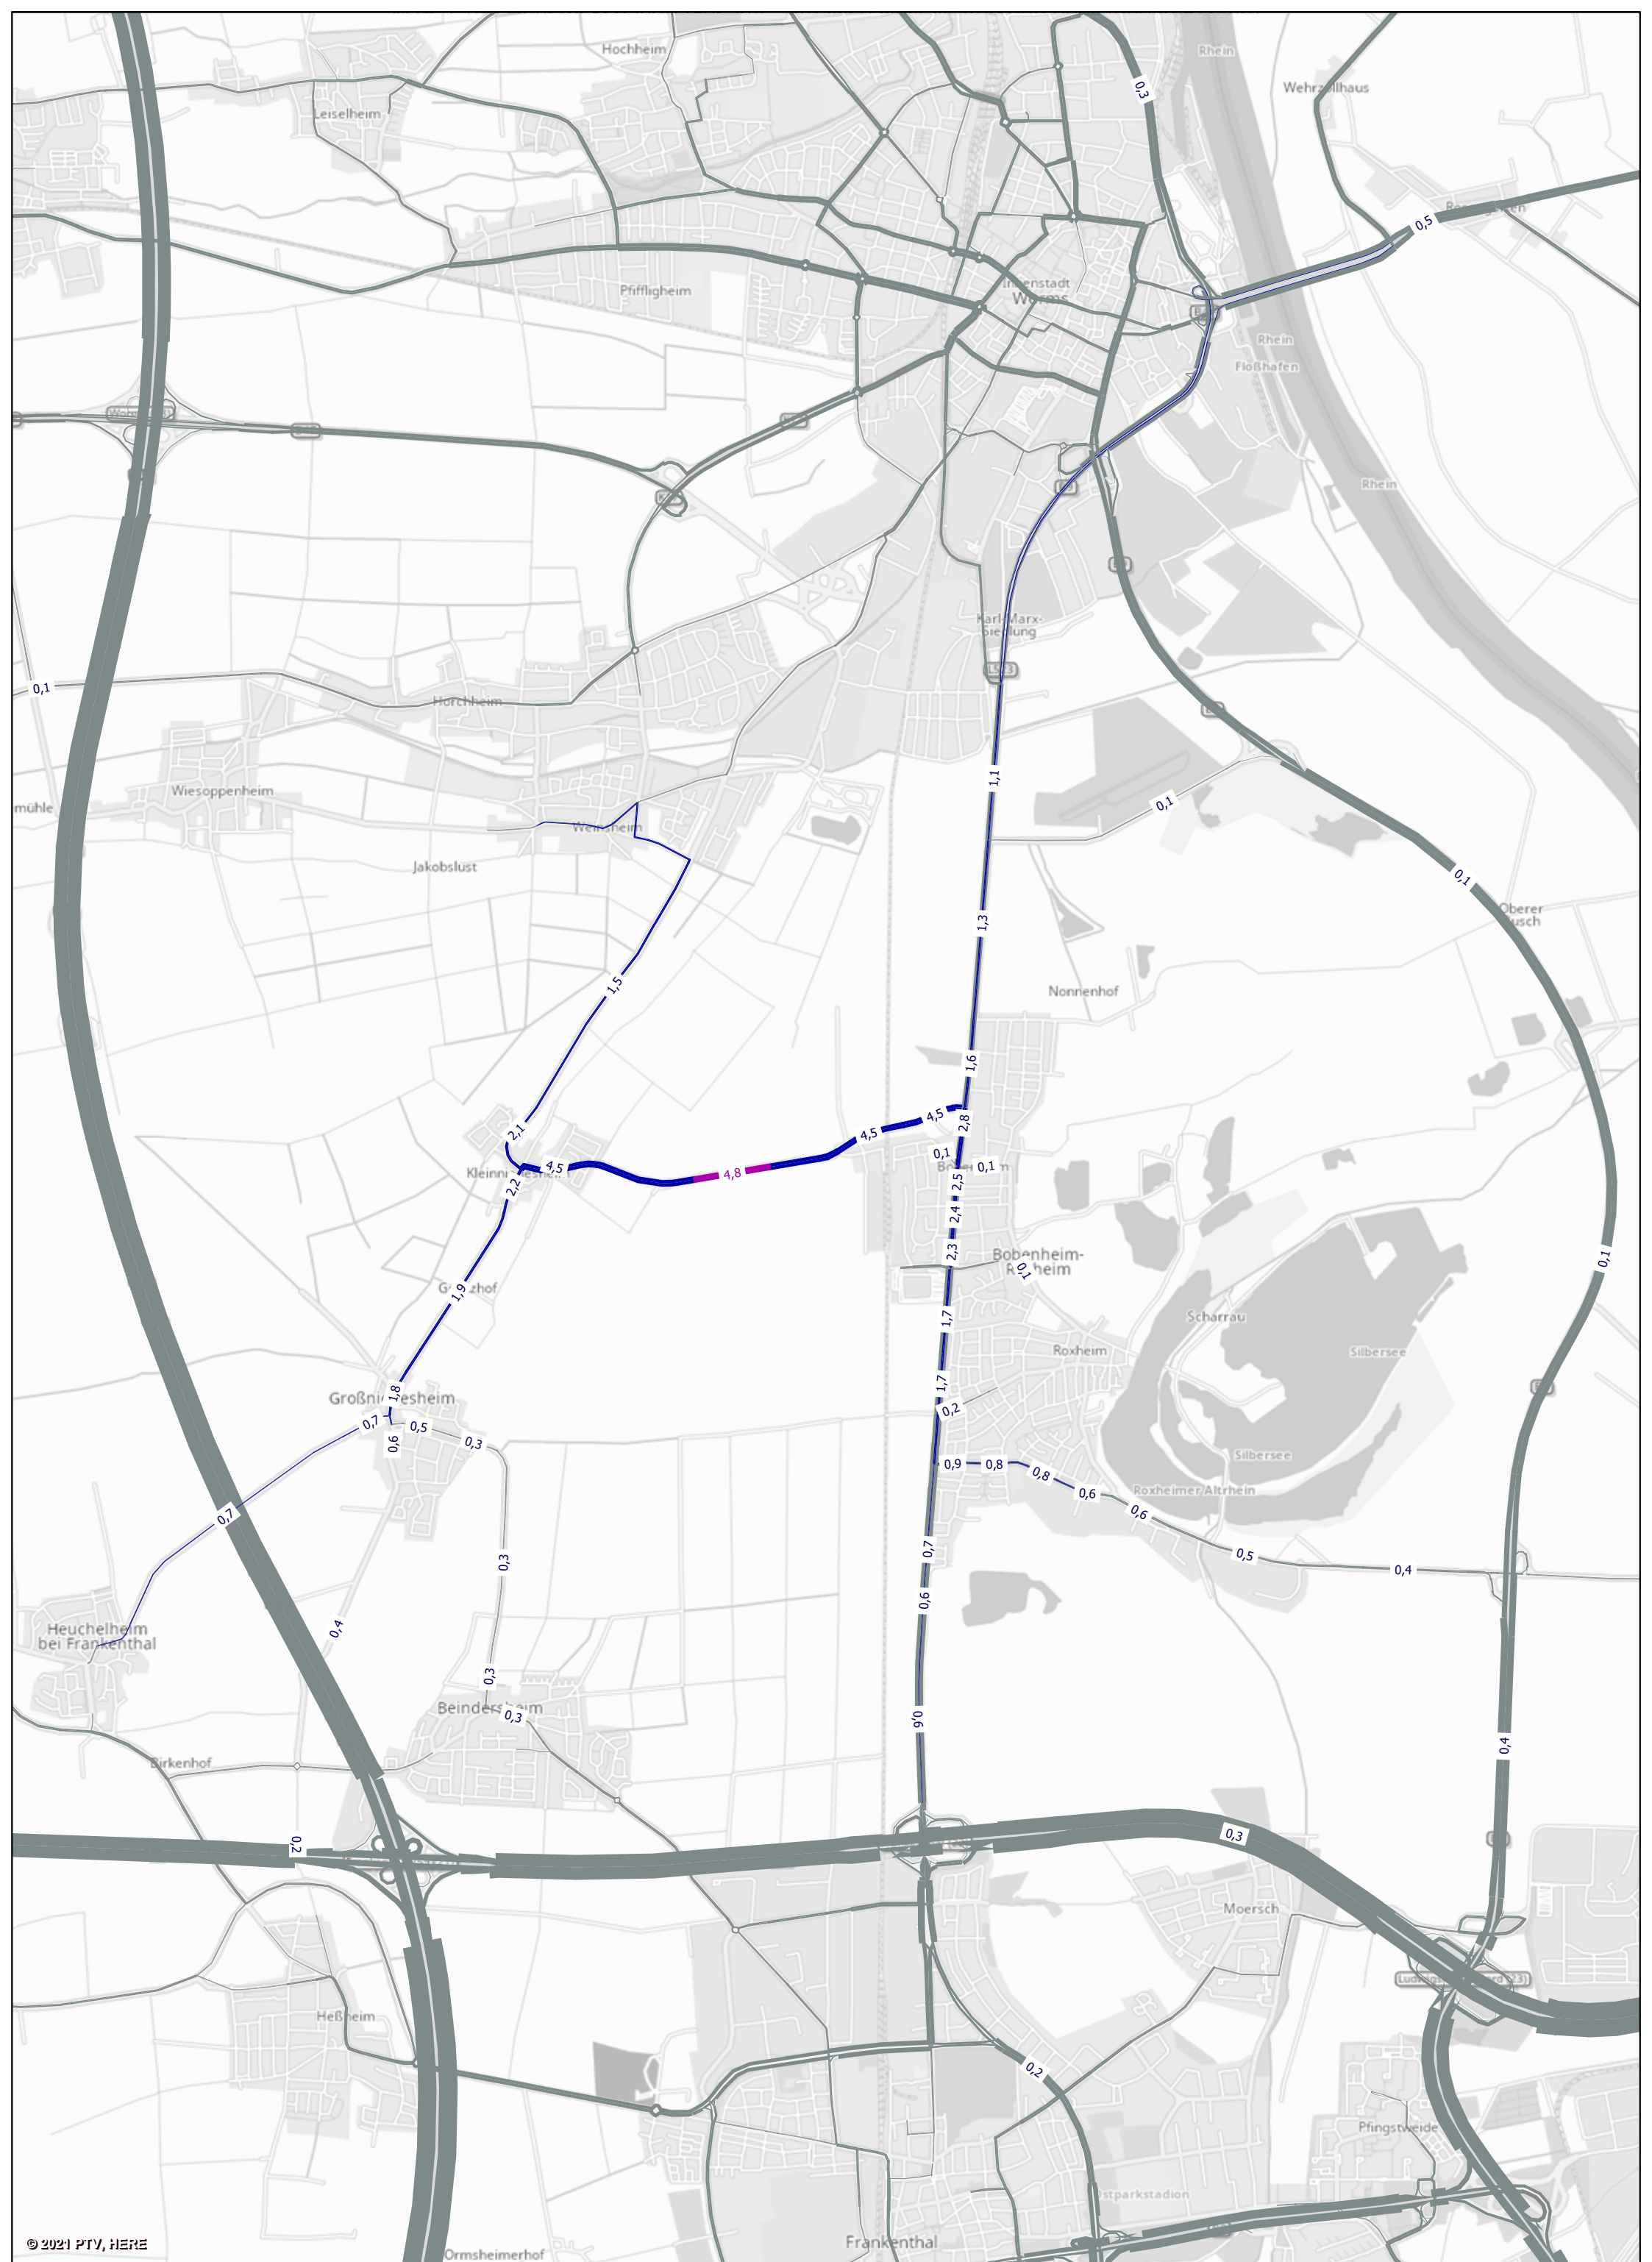 Rhein
Hochheim
Wehrzollhaus
0,3
Leiselheim
0,5
Pfiffligheim
Innenstadt
Worms
Rhein
Floßhafen
Rhein
Karl-Marx-
Siedlung
0,1
Horchheim
1,1
Wiesoppenheim
0,1
mühle
Weinsheim
Jakobslust
0,1
1,3
Oberer
Busch
1,5
Nonnenhof
1,6
2,1
4,5
4,5
2,8
4,5
0,1
0,1
Kleinniedesheim
4,8
2,2
2,5
2,4
2,3
Bobenheim-
Roxheim
0,1
0,1
1,9
1,7
Scharrau
Roxheim
Silbersee
1,7
1,8
Großniedesheim
0,2
0,7
0,5
0,6
0,3
Silbersee
0,9
0,8
0,8
0,6
Roxheimer Altrhein
0,6
0,7
0,7
0,3
0,5
0,4
0,6
Heuchelheim
bei Frankenthal
0,4
0,3
Beindersheim
0,3
0,6
0,4
Birkenhof
0,2
0,3
Moersch
Heßheim
0,2
Pfingstweide
Ostparkstadion
Frankenthal
© 2021 PTV, HERE
Ormsheimerhof